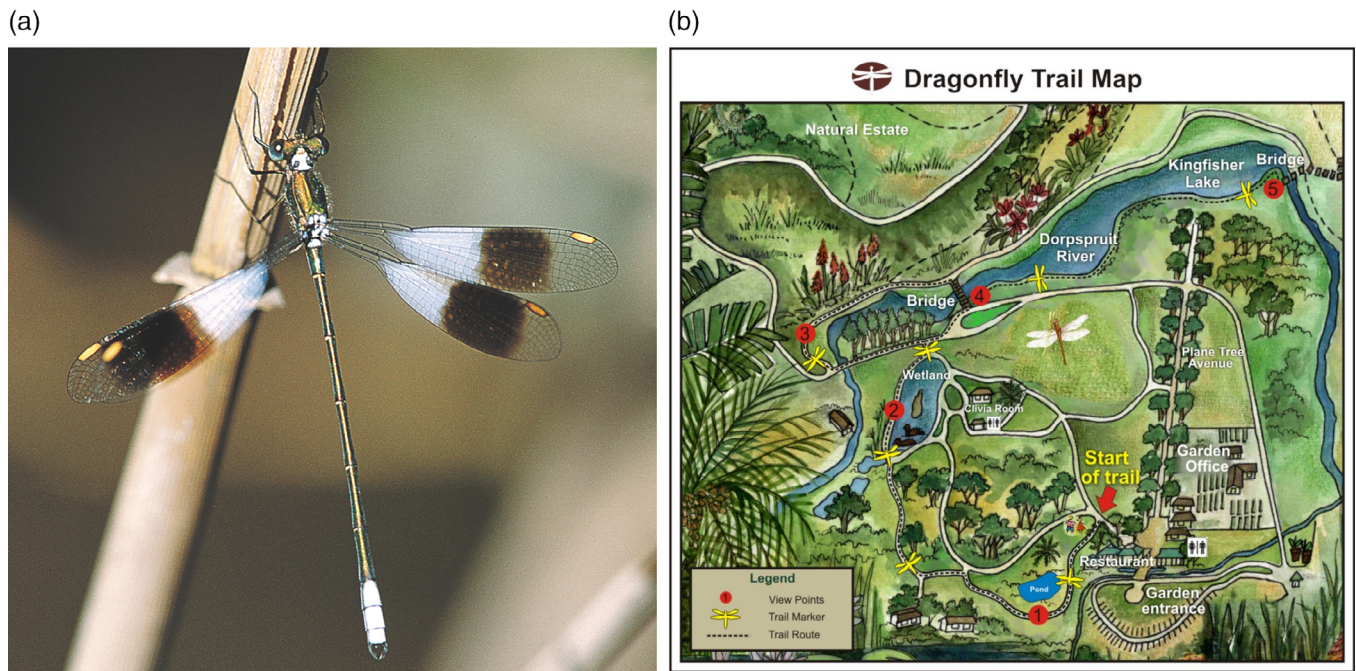 (a)
(b)
Dragonfly Trail Map
Natural Estate
Kingfisher
Lake
Bridge
5
Dorpspruit
River
Bridge
4
3
Plane Tree
Avenue
Wetland
2
Clivia Room
Start
of trail
Garden
Office
Restaurant
Pond
1
Garden
entrance
Legend
1 View Points
Trail Marker
Trail Route